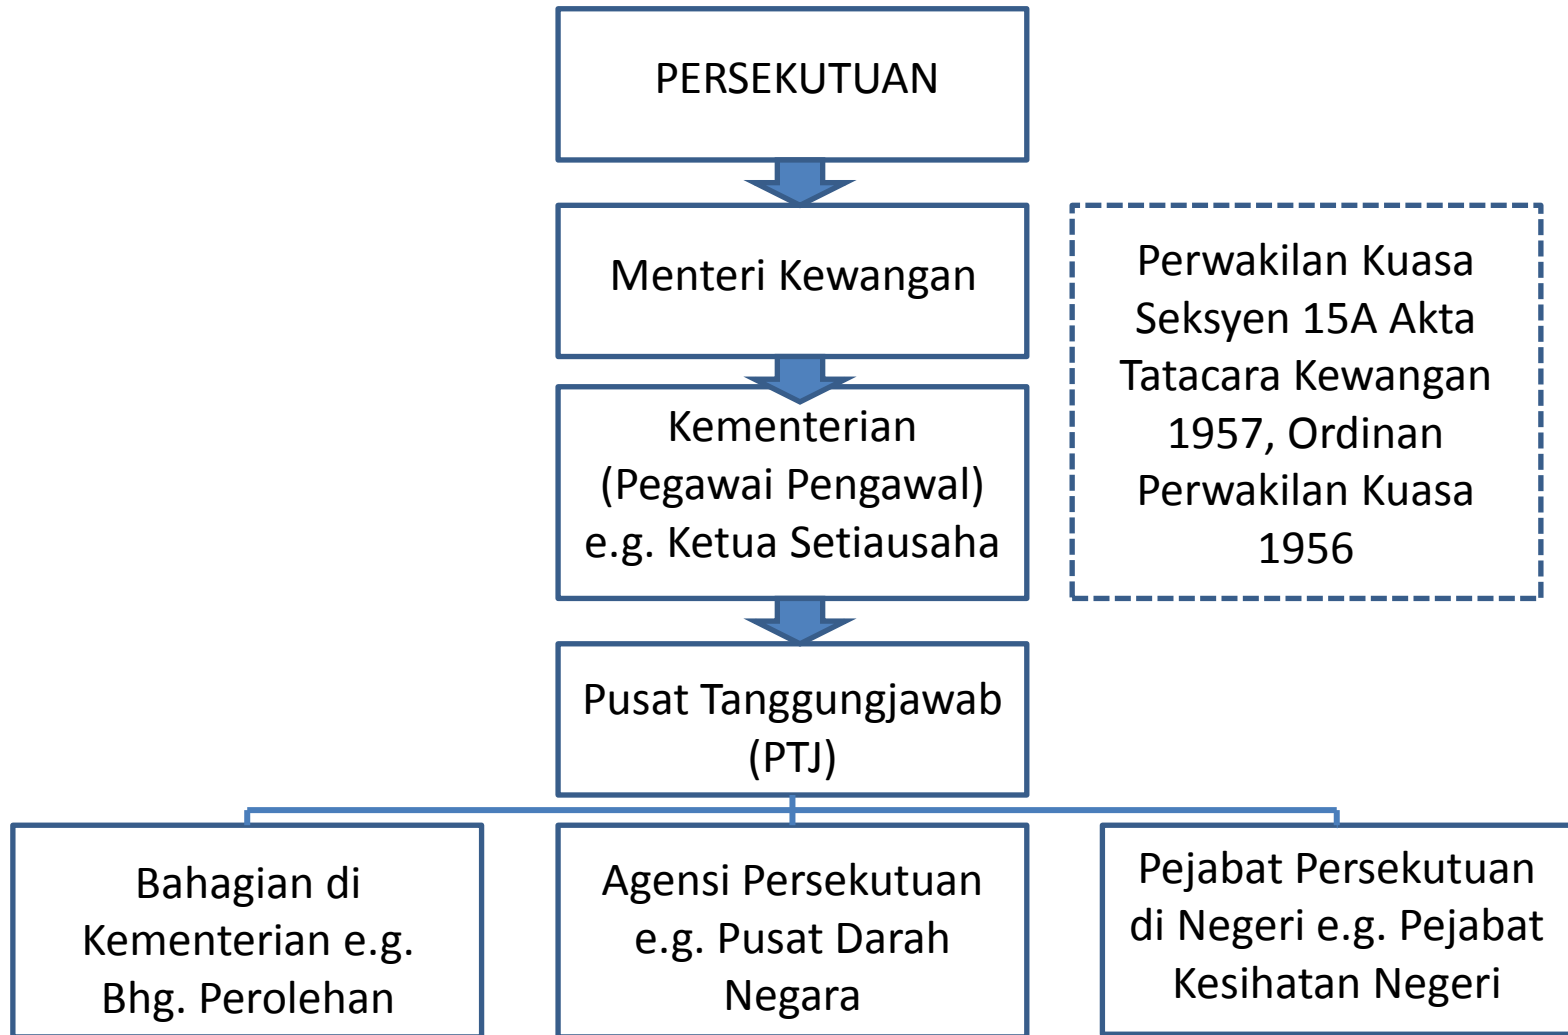 PERSEKUTUAN
Menteri Kewangan
Perwakilan Kuasa
Seksyen 15A Akta
Tatacara Kewangan
1957, Ordinan
Perwakilan Kuasa
1956
Kementerian
(Pegawai Pengawal)
e.g. Ketua Setiausaha
Pusat Tanggungjawab
(PTJ)
Bahagian di
Kementerian e.g.
Bhg. Perolehan
Agensi Persekutuan
e.g. Pusat Darah
Negara
Pejabat Persekutuan
di Negeri e.g. Pejabat
Kesihatan Negeri